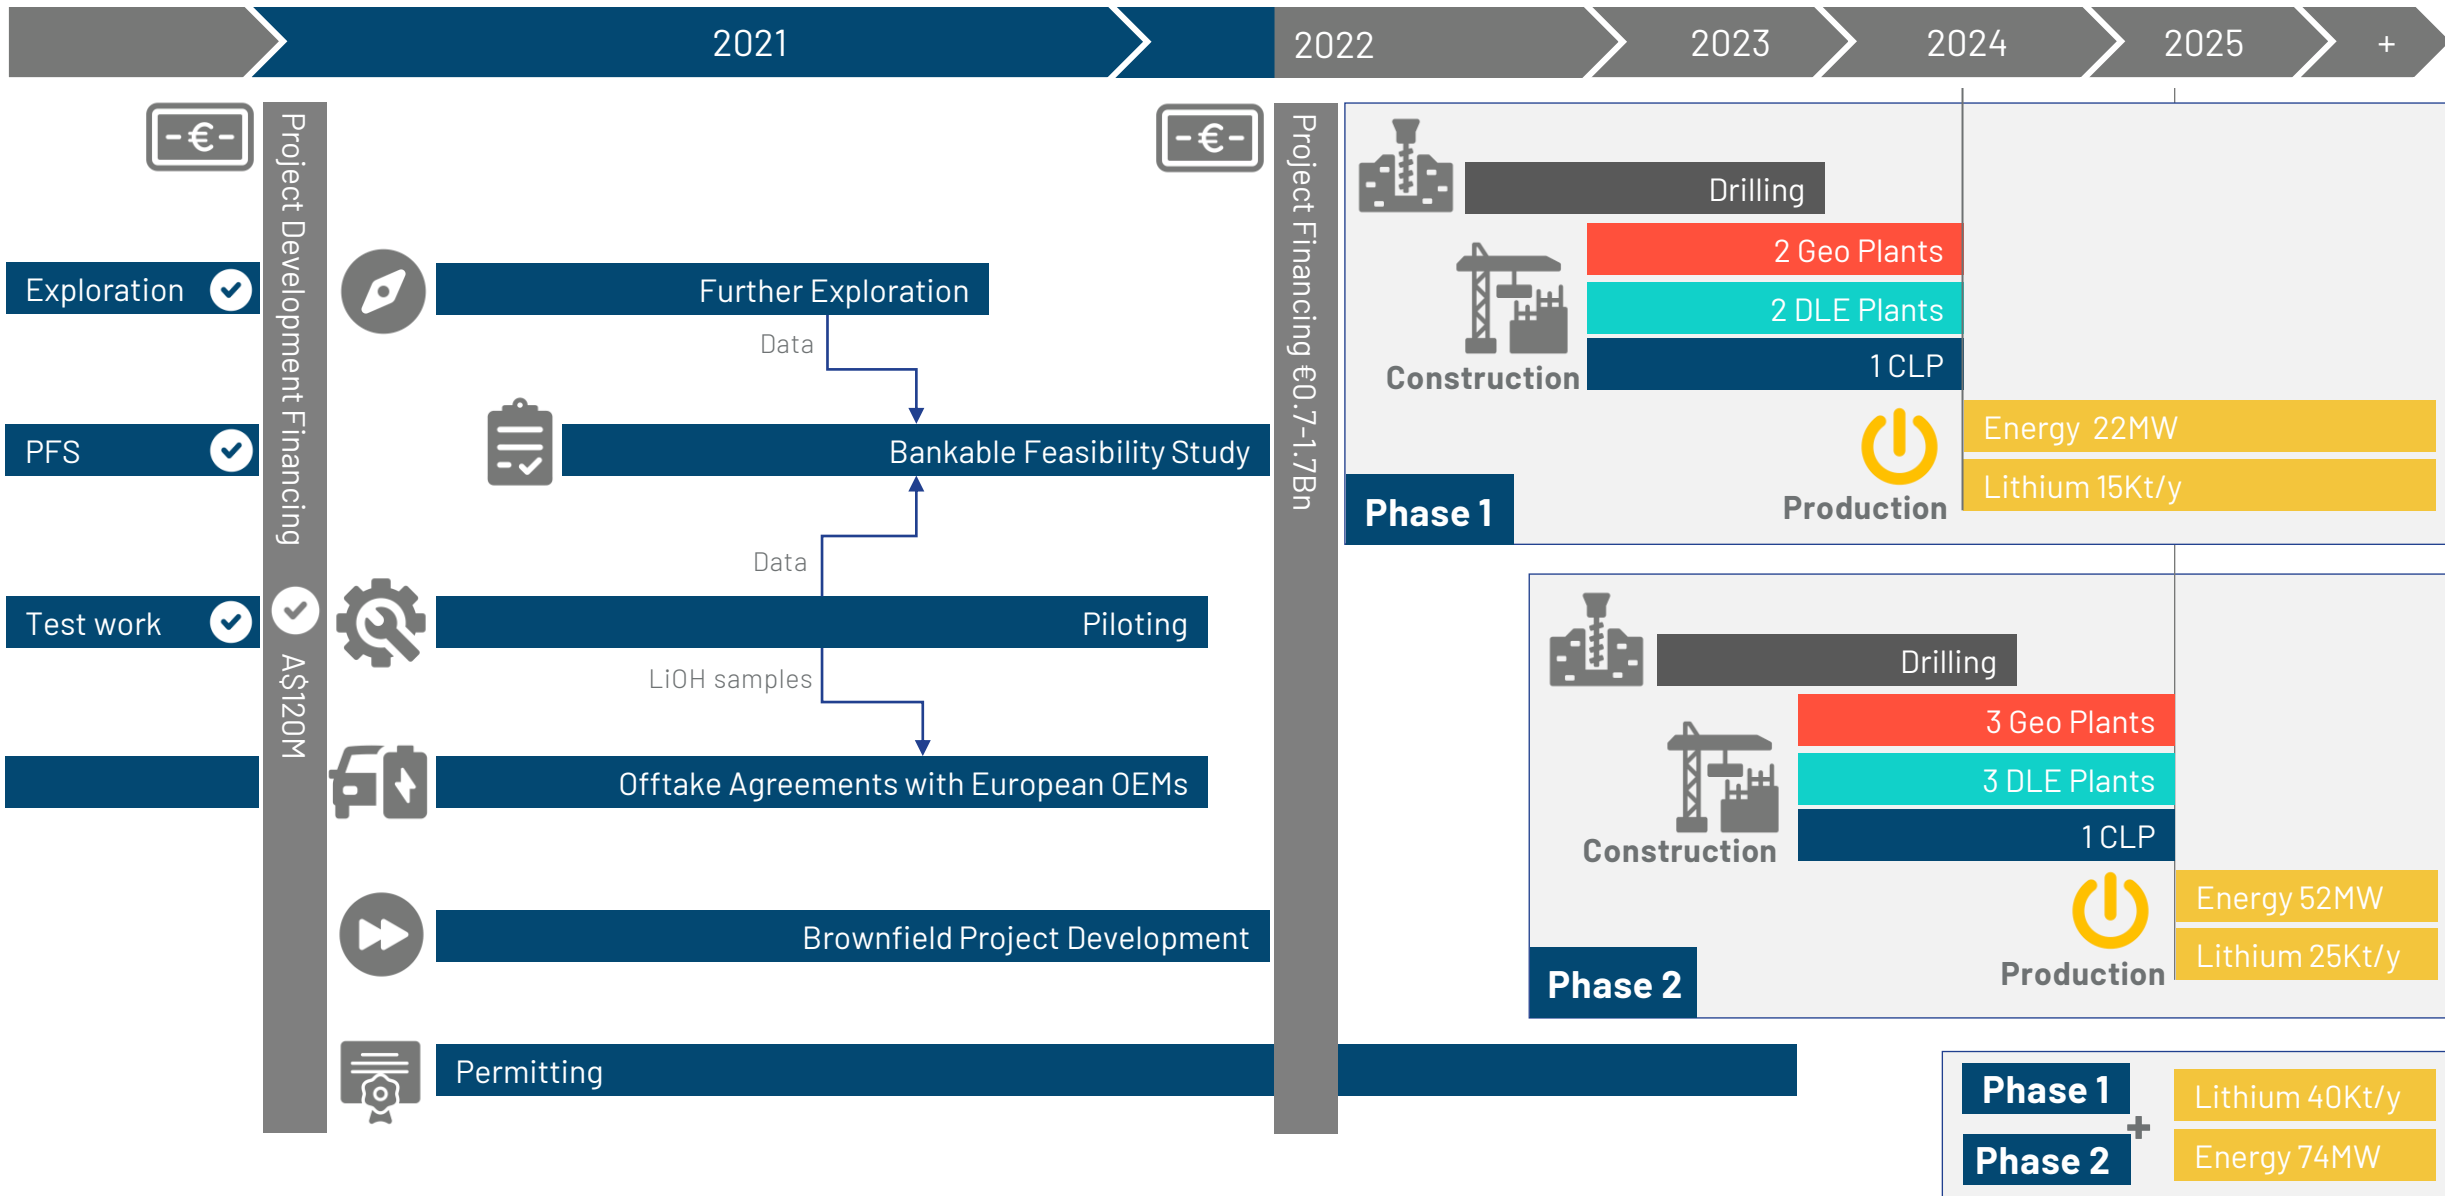 2021
2022
2023
2024
2025
+
-€-
Project Development Financing
A$120M
-€-
Project Financing €0.7-1.7Bn
Exploration
PFS
Test work
Further Exploration
Data
Bankable Feasibility Study
Data
Piloting
LiOH samples
Offtake Agreements with European OEMs
Brownfield Project Development
Permitting
Drilling
2 Geo Plants
2 DLE Plants
1 CLP
Construction
Energy 22MW
Lithium 15Kt/y
Production
Phase 1
Drilling
3 Geo Plants
3 DLE Plants
1 CLP
Construction
Energy 52MW
Lithium 25Kt/y
Production
Phase 2
Phase 1
+
Phase 2
Lithium 40Kt/y
Energy 74MW